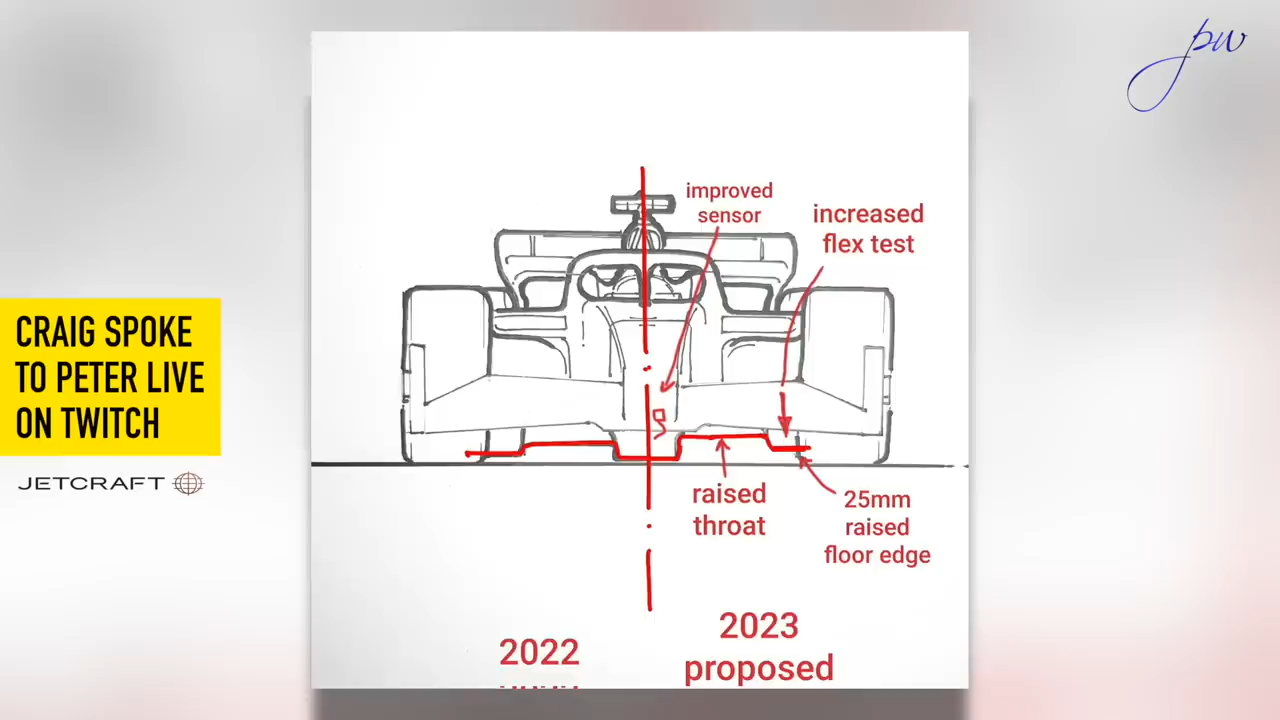 pw
CRAIG SPOKE
TO PETER LIVE
ON TWITCH
JETCRAFT
improved
sensor
increased
flex test
raised
throat
25mm
raised
floor edge
2022
2023
proposed